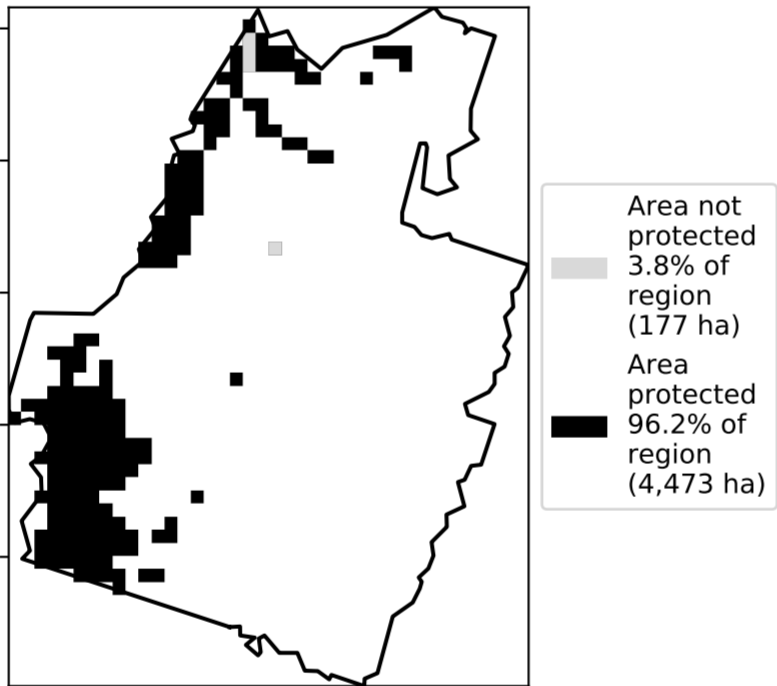 Area not
protected
3.8% of
region
(177 ha)
Area
protected
96.2% of
region
(4,473 ha)